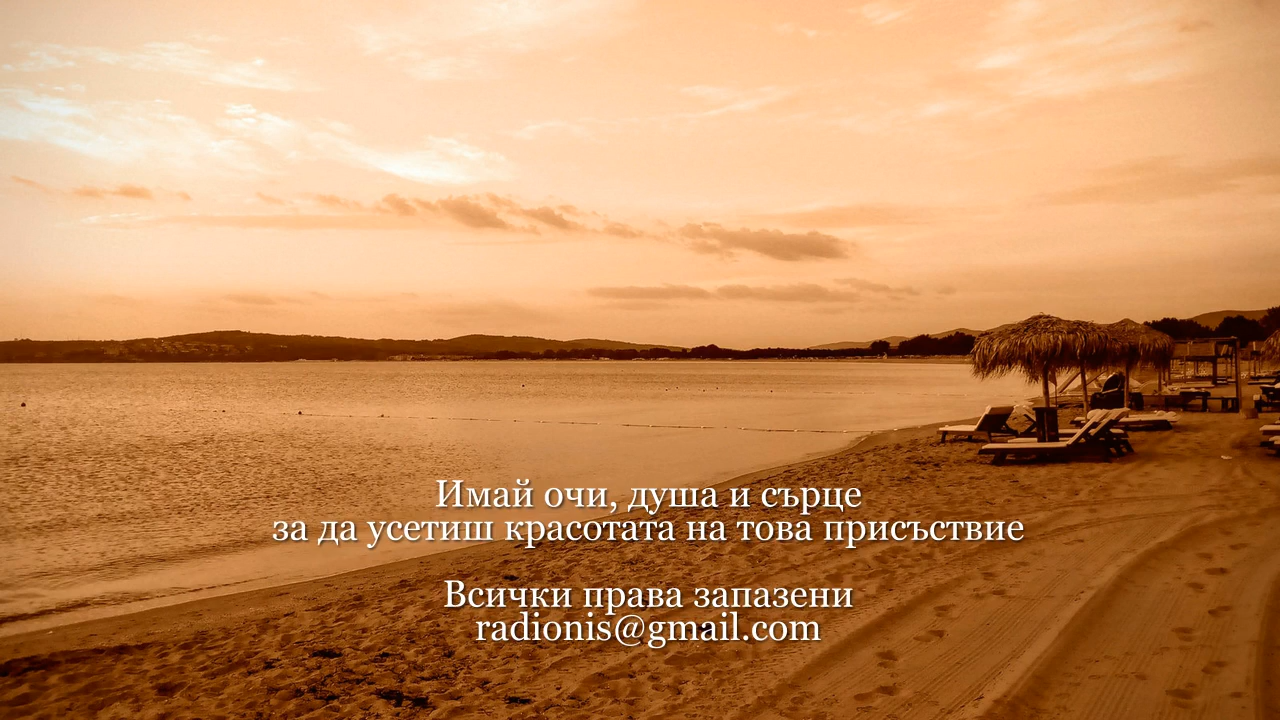 Имай очи, душа и сърце
за да усетиш красотата на това присъствие
Всички права запазени
radionis@gmail.com